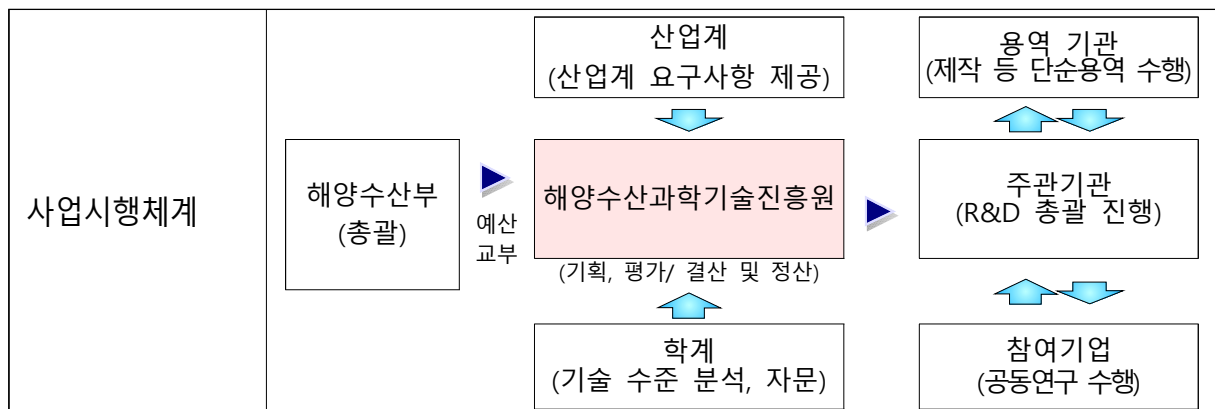 사업시행체계
해양수산부
(총괄)
예산
교부
산업계
(산업계 요구사항 제공)
해양수산과학기술진흥원
(기획, 평가/ 결산 및 정산)
학계
(기술 수준 분석, 자문)
용역 기관
(제작 등 단순용역 수행)
주관기관
(R&D 총괄 진행)
참여기업
(공동연구 수행)